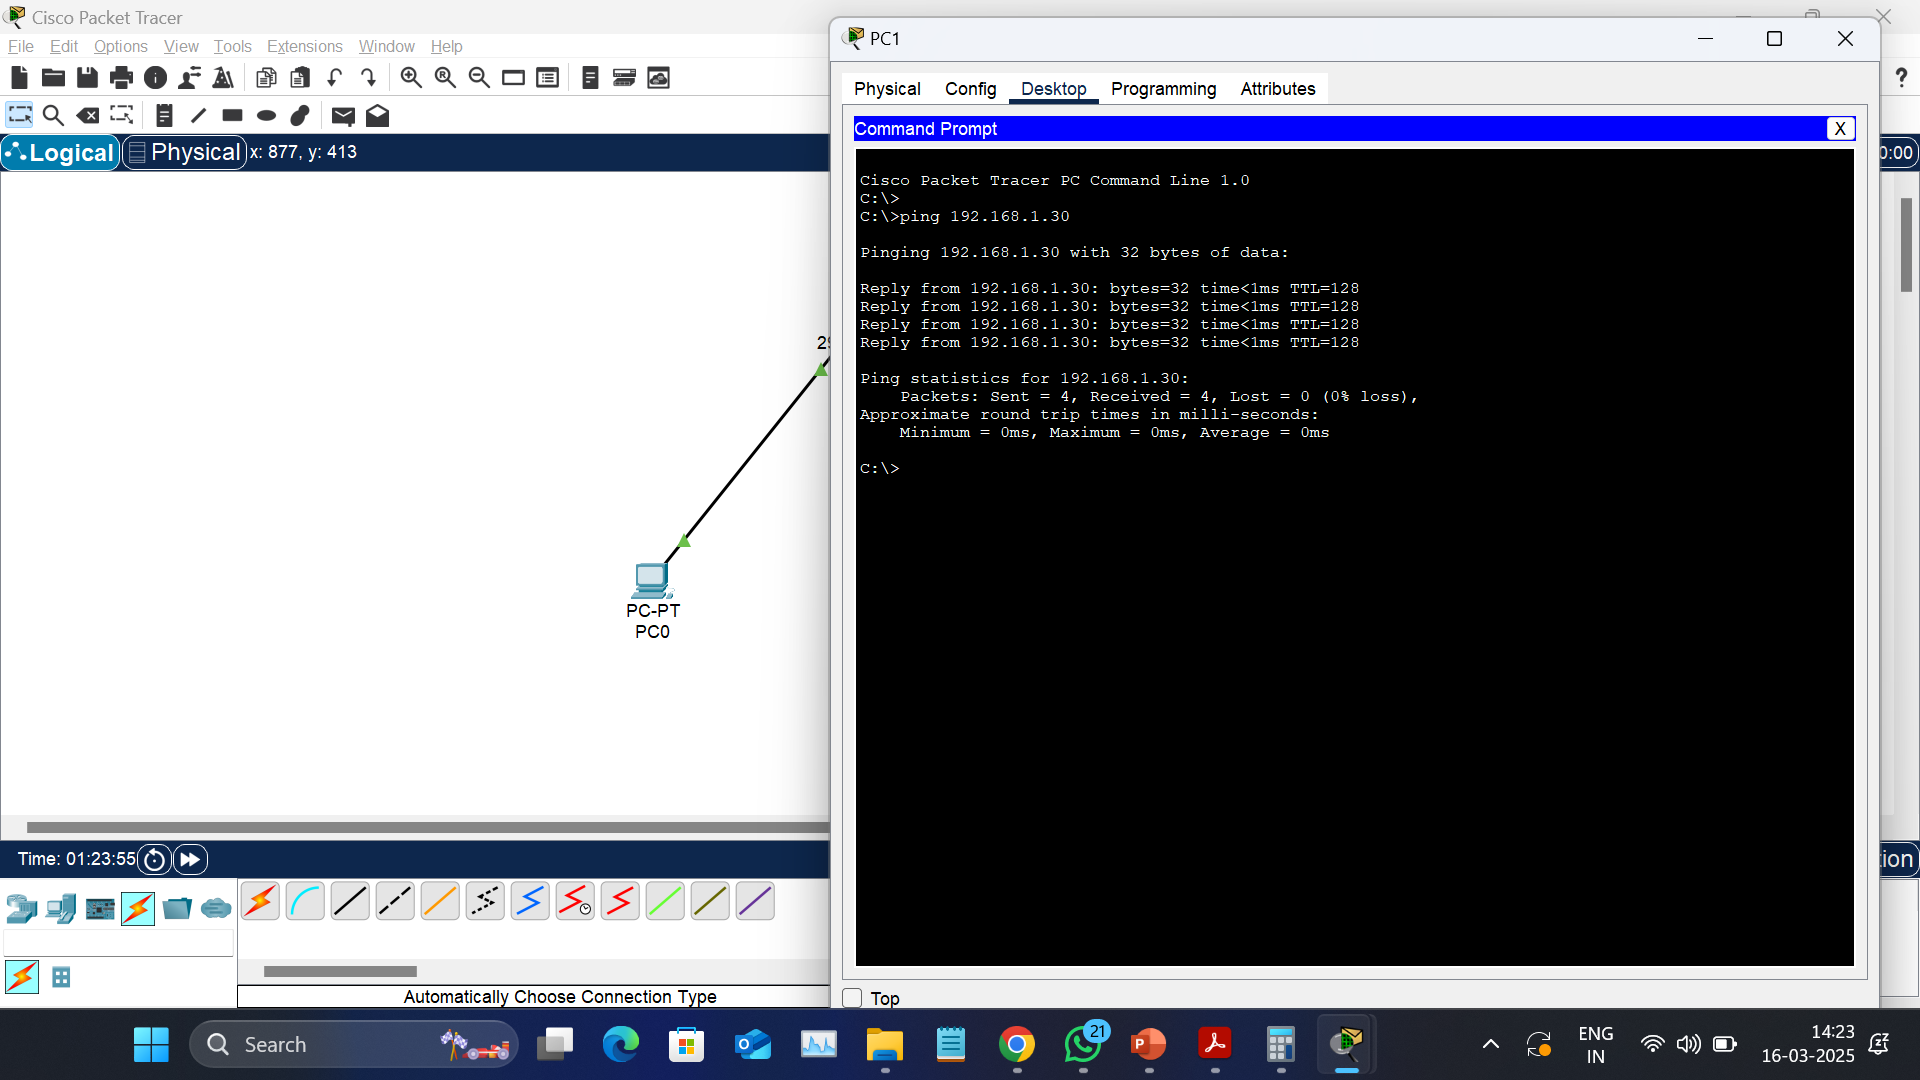 Cisco Packet Tracer
File Edit Options View Tools Extensions Window Help
Logical Physical x: 877, y: 413
PC-PT
PC0
Time: 01:23:55
Automatically Choose Connection Type
PC1
Physical Config Desktop Programming Attributes
Command Prompt X
Cisco Packet Tracer PC Command Line 1.0
C:\>
C:\>ping 192.168.1.30
Pinging 192.168.1.30 with 32 bytes of data:
Reply from 192.168.1.30: bytes=32 time<1ms TTL=128
Reply from 192.168.1.30: bytes=32 time<1ms TTL=128
Reply from 192.168.1.30: bytes=32 time<1ms TTL=128
Reply from 192.168.1.30: bytes=32 time<1ms TTL=128
Ping statistics for 192.168.1.30:
Packets: Sent = 4, Received = 4, Lost = 0 (0% loss),
Approximate round trip times in milli-seconds:
Minimum = 0ms, Maximum = 0ms, Average = 0ms
C:\>
Top
?
0:00
Search
21
ENG
IN
14:23
16-03-2025